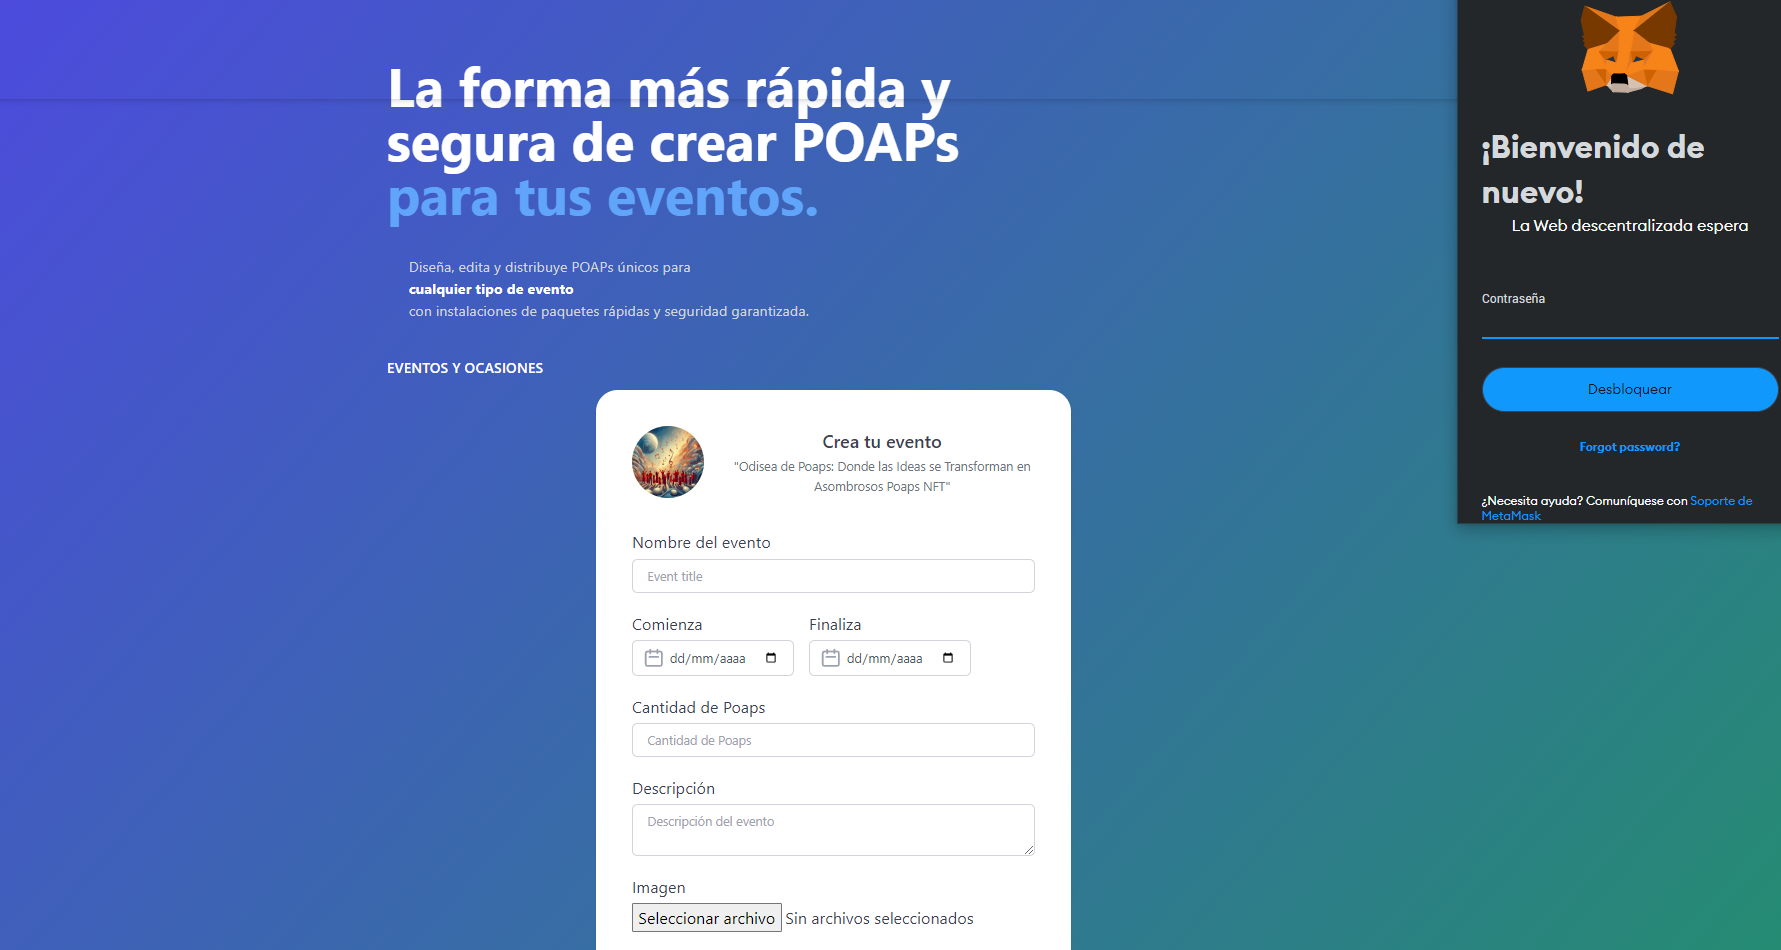 La forma más rápida y
segura de crear POAPs
para tus eventos.
Diseña, edita y distribuye POAPs únicos para
cualquier tipo de evento
con instalaciones de paquetes rápidas y seguridad garantizada.
EVENTOS Y OCASIONES
Crea tu evento
"Odisea de Poaps: Donde las Ideas se Transforman en
Asombrosos Poaps NFT"
Nombre del evento
Event title
Comienza
Finaliza
dd/mm/aaaa
dd/mm/aaaa
Cantidad de Poaps
Cantidad de Poaps
Descripción
Descripción del evento
Imagen
Seleccionar archivo Sin archivos seleccionados
¡Bienvenido de
nuevo!
La Web descentralizada espera
Contraseña
Desbloquear
Forgot password?
¿Necesita ayuda? Comuníquese con Soporte de
MetaMask